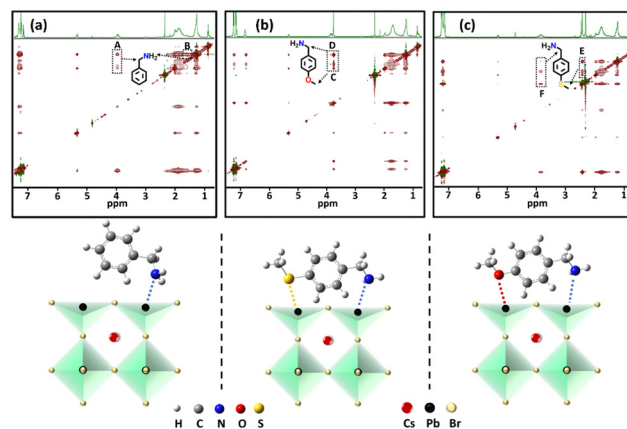 (a)
A
B
NH₂
7 6 5 4 3 2 1
ppm
(b)
H₂N
D
C
O
7 6 5 4 3 2 1
ppm
(c)
H₂N
E
F
S
7 6 5 4 3 2 1
ppm
H C N O S Cs Pb Br